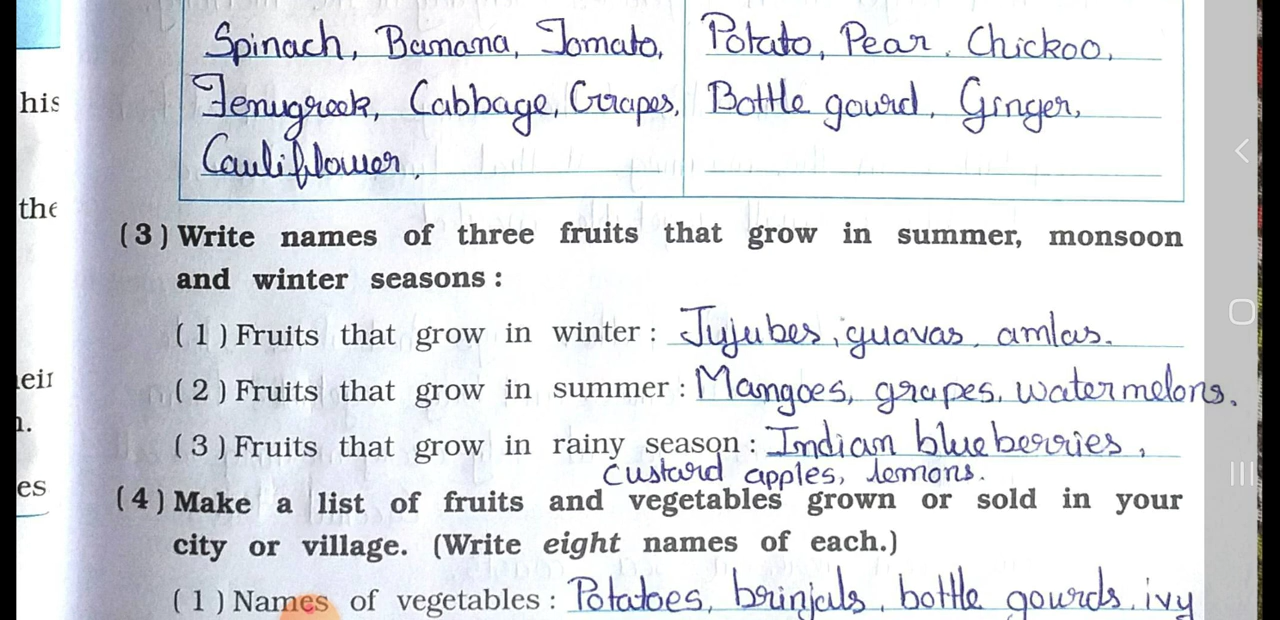 Spinach, Banana, Tomato,
Potato, Pear, Chickoo,
Fenugreek, Cabbage, Grapes,
Bottle gourd, Ginger,
Cauliflower,
his
the
(3) Write names of three fruits that grow in summer, monsoon
and winter seasons :
(1) Fruits that grow in winter : Jujubes, guavas, amlas.
(2) Fruits that grow in summer : Mangoes, grapes, watermelons.
(3) Fruits that grow in rainy season : Indian blueberries,
custard apples, lemons.
es
(4) Make a list of fruits and vegetables grown or sold in your
city or village. (Write eight names of each.)
(1) Names of vegetables : Potatoes, brinjals, bottle gourds, ivy